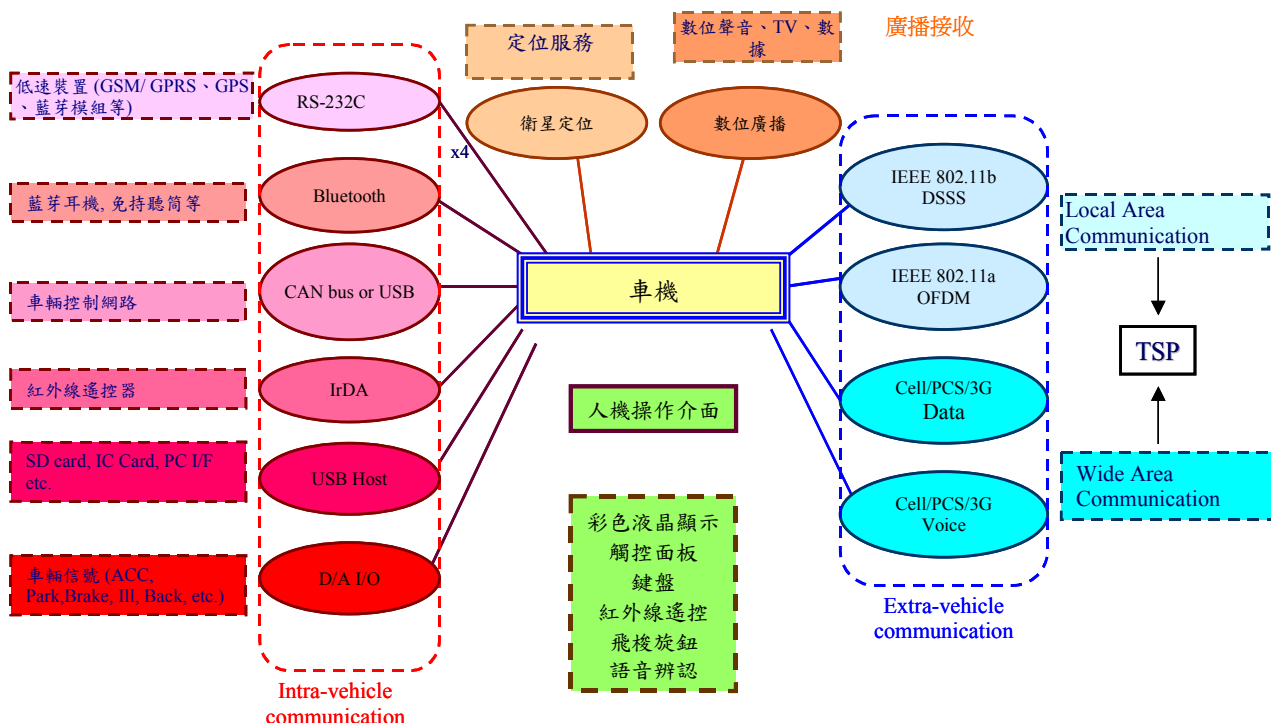 廣播接收
定位服務
數位聲音、TV、數
據
衛星定位
數位廣播
低速裝置 (GSM/ GPRS、GPS
、藍芽模組等)
RS-232C
x4
藍芽耳機, 免持聽筒等
Bluetooth
車輛控制網路
CAN bus or USB
紅外線遙控器
IrDA
SD card, IC Card, PC I/F
etc.
USB Host
車輛信號 (ACC,
Park,Brake, Ill, Back, etc.)
D/A I/O
Intra-vehicle
communication
車機
人機操作介面
彩色液晶顯示
觸控面板
鍵盤
紅外線遙控
飛梭旋鈕
語音辨認
IEEE 802.11b
DSSS
IEEE 802.11a
OFDM
Cell/PCS/3G
Data
Cell/PCS/3G
Voice
Extra-vehicle
communication
Local Area
Communication
TSP
Wide Area
Communication